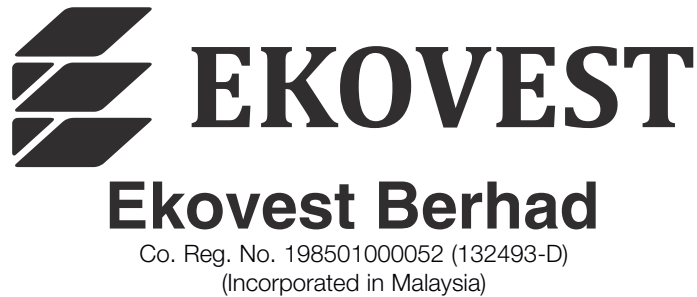 EKOVEST
Ekovest Berhad
Co. Reg. No. 198501000052 (132493-D)
(Incorporated in Malaysia)